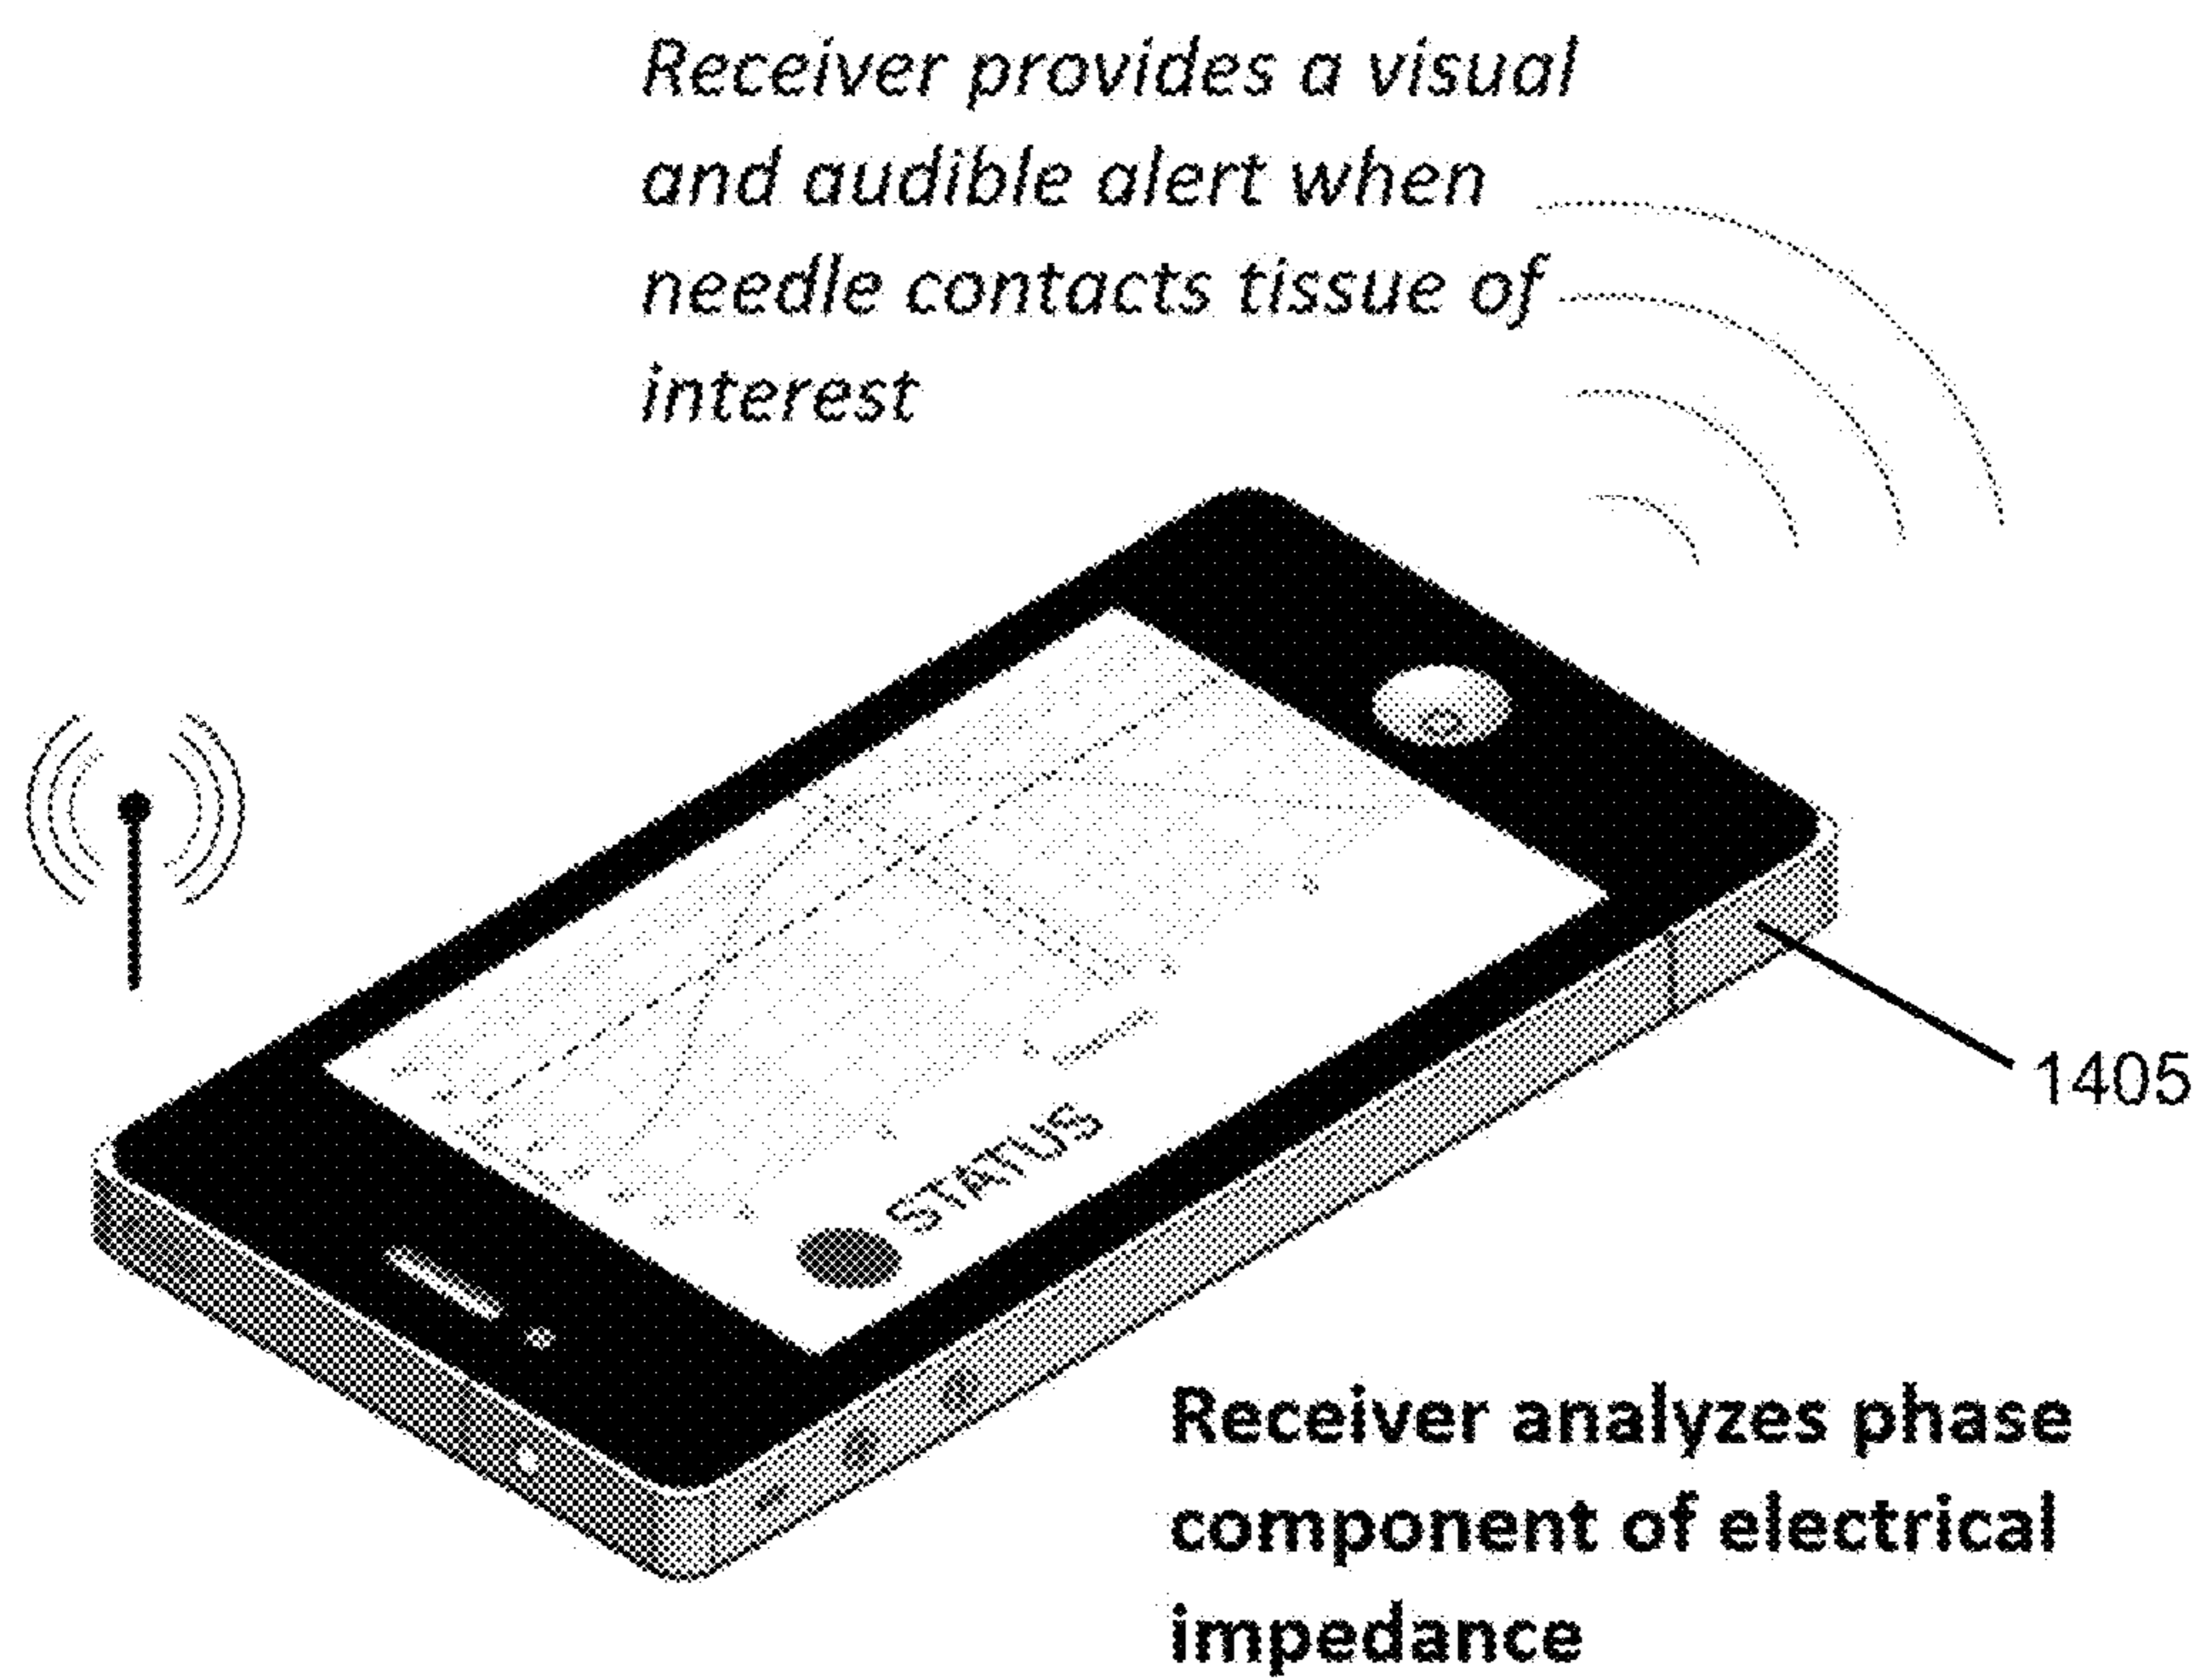 Receiver provides a visual
and audible alert when
needle contacts tissue of
interest
STATUS
1405
Receiver analyzes phase
component of electrical
impedance